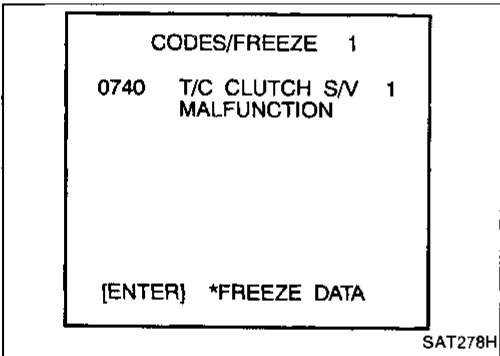 CODES/FREEZE 1
0740 T/C CLUTCH S/V 1
MALFUNCTION
[ENTER] *FREEZE DATA
SAT278H